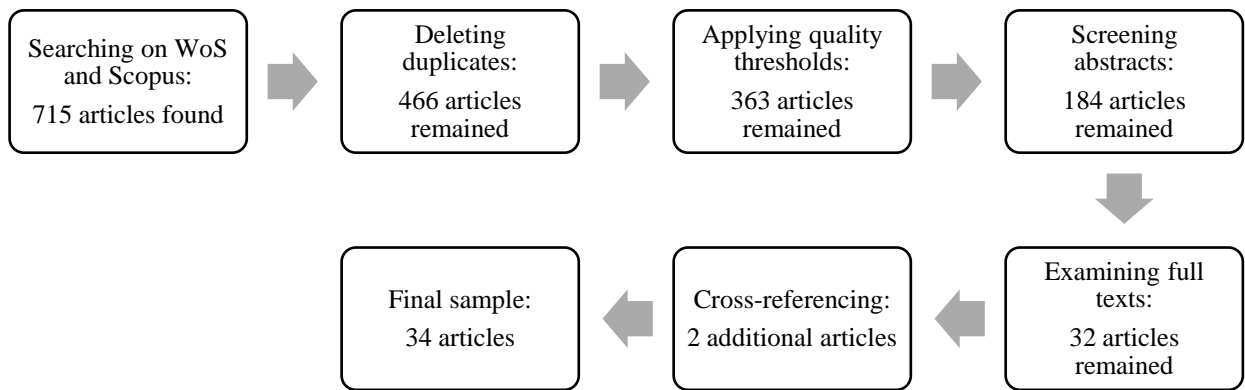 Searching on WoS
and Scopus:
715 articles found
Deleting
duplicates:
466 articles
remained
Applying quality
thresholds:
363 articles
remained
Screening
abstracts:
184 articles
remained
Examining full
texts:
32 articles
remained
Cross-referencing:
2 additional articles
Final sample:
34 articles